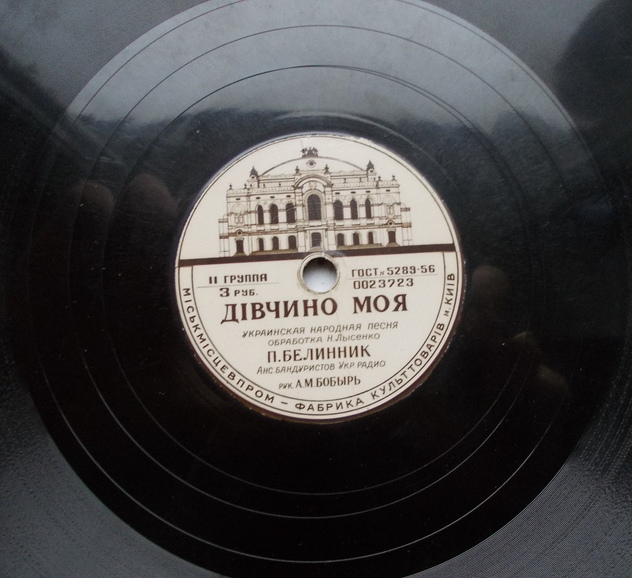 II ГРУППА
3 РУБ.
ГОСТ № 5289-56
0023723
ДІВЧИНО МОЯ
УКРАИНСКАЯ НАРОДНАЯ ПЕСНЯ
ОБРАБОТКА Н.ЛЫСЕНКО
П.БЕЛИННИК
АНС.БАНДУРИСТОВ УКР.РАДИО
РУК. А.М.БОБЫРЬ
МІСЬКМІСЦЕВПРОМ – ФАБРИКА КУЛЬТТОВАРІВ м.КИЇВ